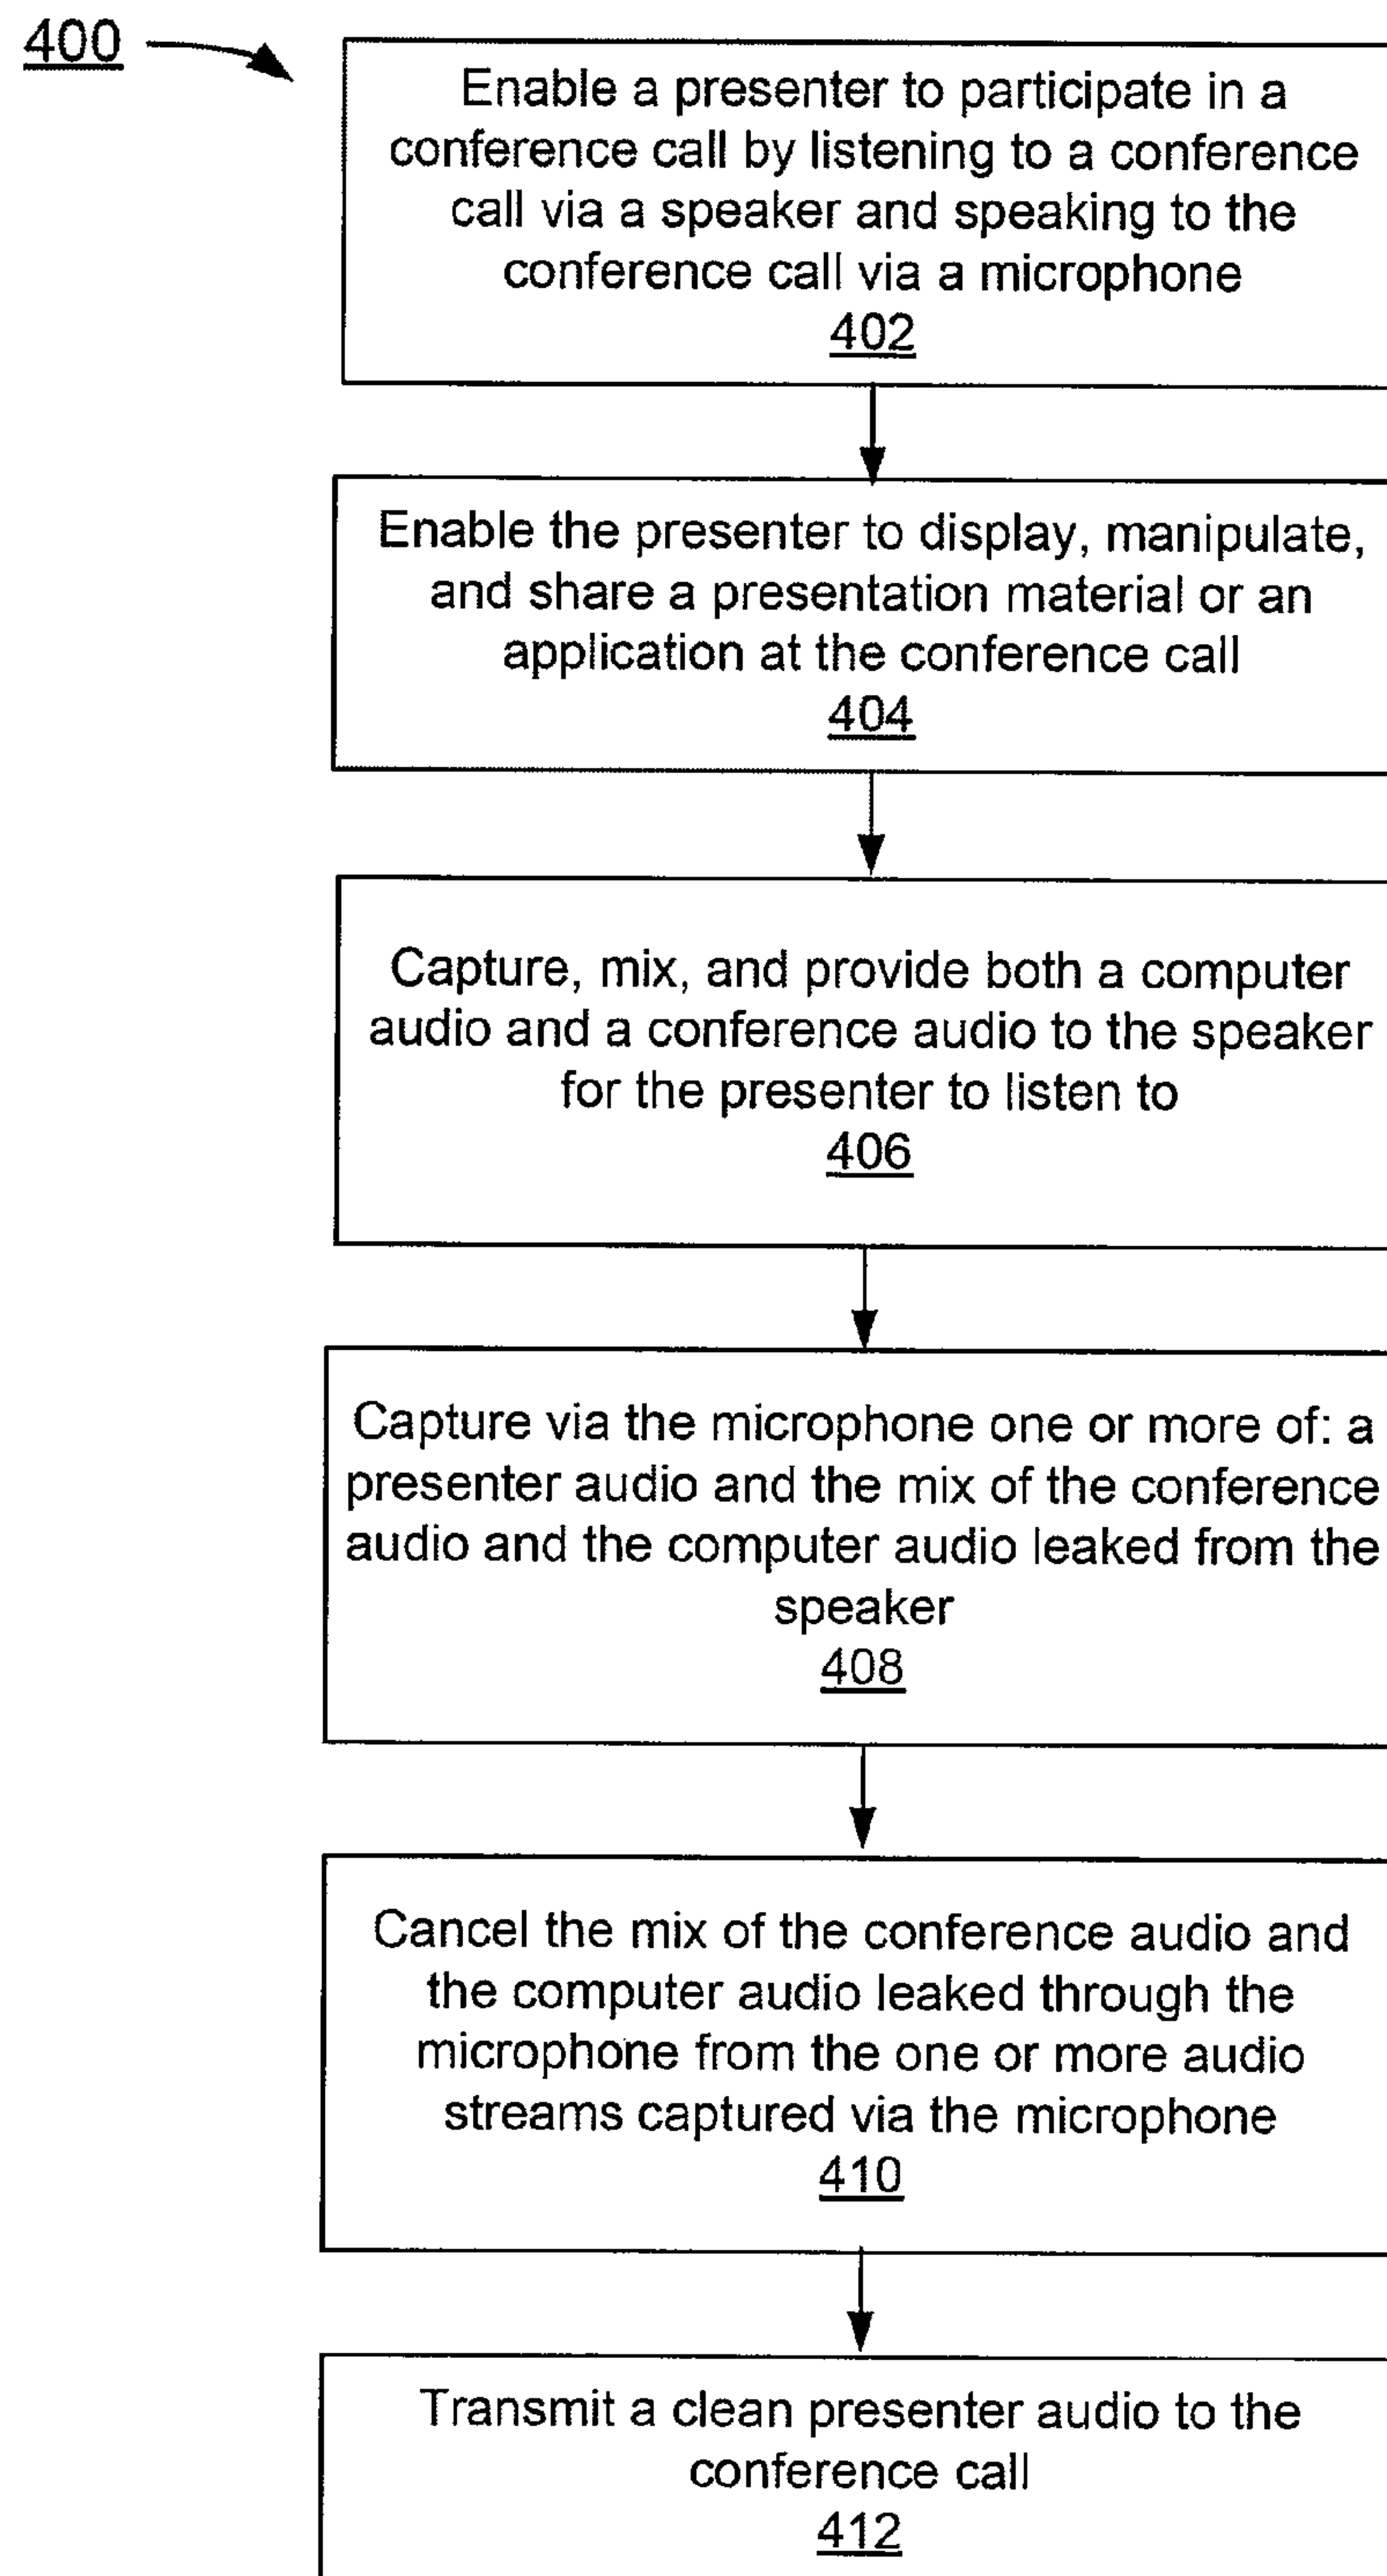 400
Enable a presenter to participate in a
conference call by listening to a conference
call via a speaker and speaking to the
conference call via a microphone
402
Enable the presenter to display, manipulate,
and share a presentation material or an
application at the conference call
404
Capture, mix, and provide both a computer
audio and a conference audio to the speaker
for the presenter to listen to
406
Capture via the microphone one or more of: a
presenter audio and the mix of the conference
audio and the computer audio leaked from the
speaker
408
Cancel the mix of the conference audio and
the computer audio leaked through the
microphone from the one or more audio
streams captured via the microphone
410
Transmit a clean presenter audio to the
conference call
412